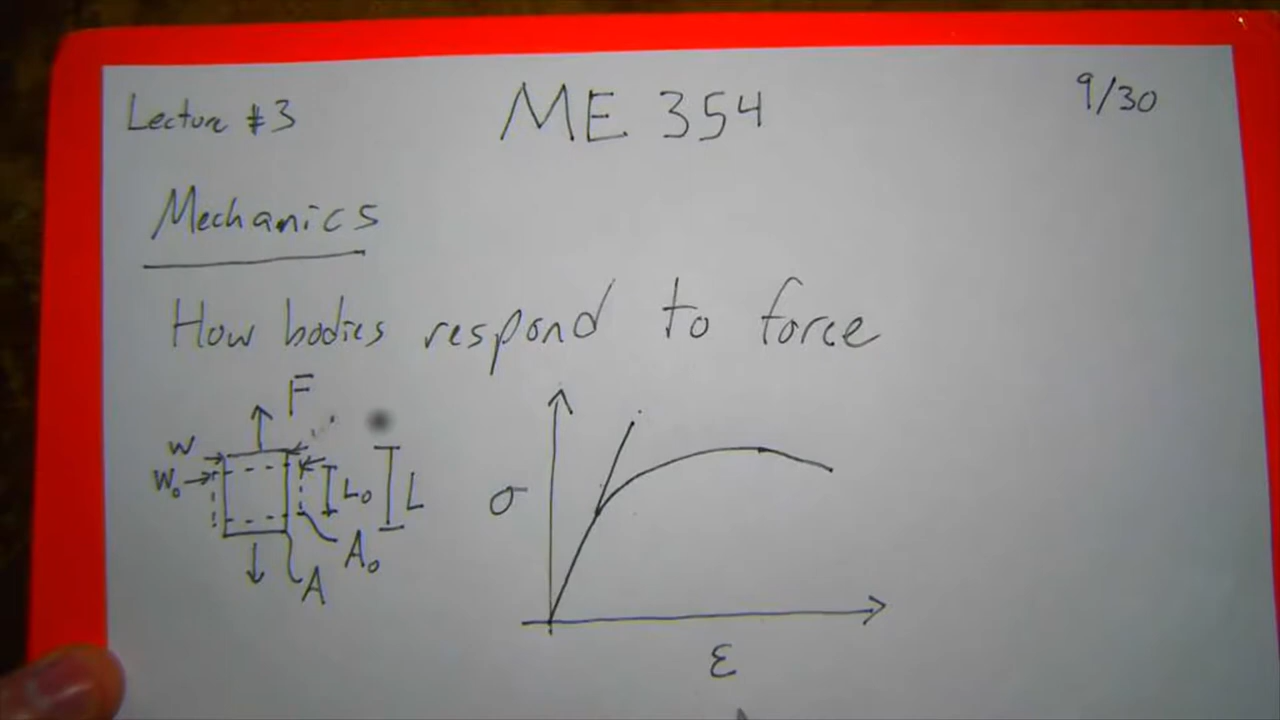 Lecture #3
ME 354
9/30
Mechanics
How bodies respond to force
F
W
W₀
L₀
L
A₀
A
σ
ε